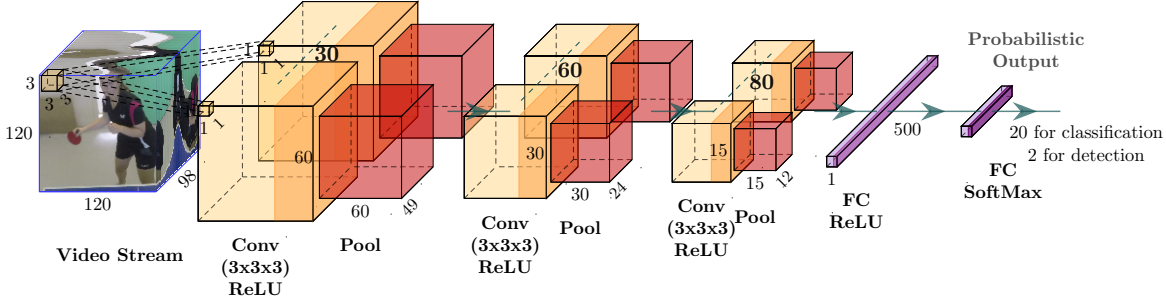 3
3
3
120
120
98
Video Stream
1
1
1
1
1
30
60
60
49
Conv
(3x3x3)
ReLU
Pool
60
30
30
24
Conv
(3x3x3)
ReLU
Pool
80
15
15
12
Conv
(3x3x3)
ReLU
Pool
1
500
FC
ReLU
FC
SoftMax
Probabilistic
Output
20 for classification
2 for detection